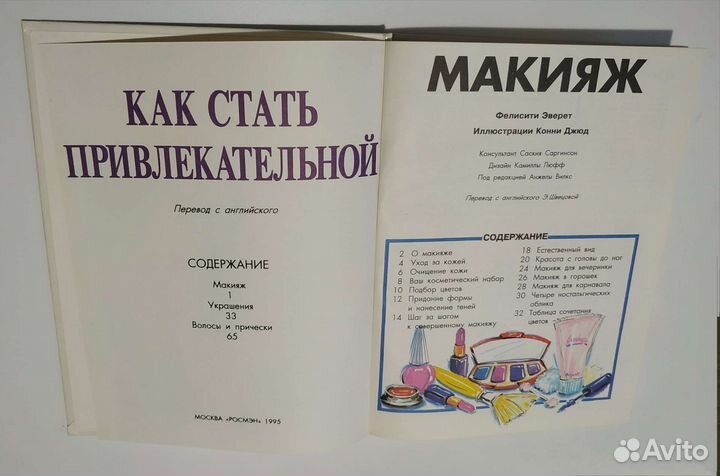 КАК СТАТЬ
ПРИВЛЕКАТЕЛЬНОЙ
Перевод с английского
СОДЕРЖАНИЕ
Макияж
1
Украшения
33
Волосы и прически
65
МОСКВА «РОСМЭН» 1995
МАКИЯЖ
Фелисити Эверет
Иллюстрации Конни Джюд
Консультант Саския Саргинсон
Дизайн Камиллы Люфф
Под редакцией Анжелы Вилкс
Перевод с английского Э.Швецовой
СОДЕРЖАНИЕ
2 О макияже
4 Уход за кожей
6 Очищение кожи
8 Ваш косметический набор
10 Подбор цветов
12 Придание формы
и нанесение теней
14 Шаг за шагом
к совершенному макияжу
18 Естественный вид
20 Красота с головы до ног
24 Макияж для вечеринки
26 Макияж в горошек
28 Макияж для карнавала
30 Четыре ностальгических
облика
32 Таблица сочетания
цветов
Avito